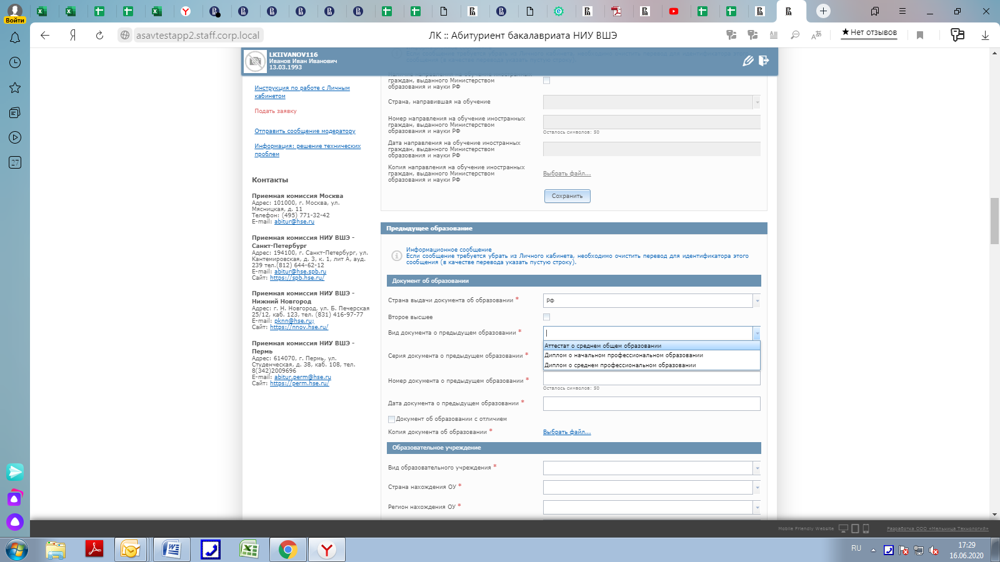 Войти
asavtestapp2.staff.corp.local
ЛК :: Абитуриент бакалавриата НИУ ВШЭ
★Нет отзывов
27
LKIIVANOV116
Иванов Иван Иванович
13.03.1993
Инструкция по работе с Личным
кабинетом
Подать заявку
Отправить сообщение модератору
Информация: решение технических
проблем
Контакты
Приемная комиссия Москва
Адрес: 101000, г. Москва, ул.
Мясницкая, д. 11
Телефон: (495) 771-32-42
E-mail: abitur@hse.ru
Приемная комиссия НИУ ВШЭ -
Санкт-Петербург
Адрес: 194100, г. Санкт-Петербург, ул.
Кантемировская, д. 3, к. 1, лит А, ауд.
239 тел.(812) 644-62-12
E-mail: abitur@hse.spb.ru
Сайт: https://spb.hse.ru/
Приемная комиссия НИУ ВШЭ -
Нижний Новгород
Адрес: г. Н. Новгород, ул. Б. Печерская
25/12, каб. 123, тел. (831) 416-97-77
E-mail: pknn@hse.ru;
Сайт: https://nnov.hse.ru/
Приемная комиссия НИУ ВШЭ -
Пермь
Адрес: 614070, г. Пермь, ул.
Студенческая, д. 38, каб. 108, тел.
8(342)2009696
E-mail: abitur.perm@hse.ru
Сайт: https://perm.hse.ru/
граждан, выданного Министерством
образования и науки РФ
Страна, направившая на обучение
Номер направления на обучение иностранных
граждан, выданного Министерством
образования и науки РФ
Осталось символов: 50
Дата направления на обучение иностранных
граждан, выданного Министерством
образования и науки РФ
Копия направления на обучение иностранных
граждан, выданного Министерством
образования и науки РФ
Выбрать файл...
Сохранить
Предыдущее образование
Информационное сообщение
Если сообщение требуется убрать из Личного кабинета, необходимо очистить перевод для идентификатора этого
сообщения (в качестве перевода указать пустую строку).
Документ об образовании
Страна выдачи документа об образовании *
РФ
Второе высшее
Вид документа о предыдущем образовании *
Аттестат о среднем общем образовании
Диплом о начальном профессиональном образовании
Диплом о среднем профессиональном образовании
Серия документа о предыдущем образовании *
Номер документа о предыдущем образовании *
Осталось символов: 50
Дата документа о предыдущем образовании *
Документ об образовании с отличием
Копия документа об образовании *
Выбрать файл...
Образовательное учреждение
Вид образовательного учреждения *
Страна нахождения ОУ *
Регион нахождения ОУ *
Mobile Friendly Website
Разработка ООО «Мельница Технологий»
RU
17:29
16.06.2020